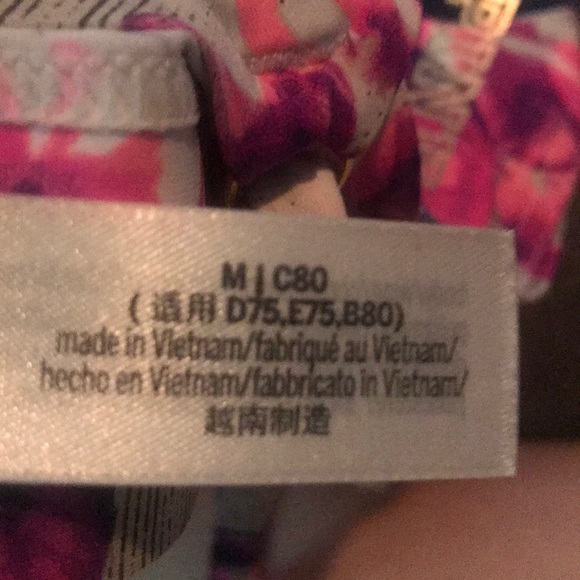 M | C80
(适用 D75,E75,B80)
made in Vietnam/fabriqué au Vietnam/
hecho en Vietnam/fabbricato in Vietnam/
越南制造